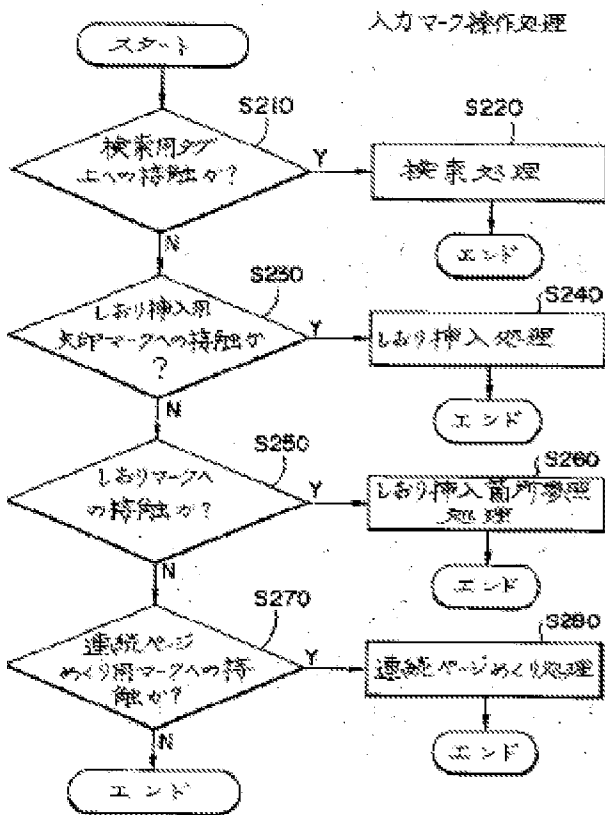 入力マーク操作処理
スタート
S210
検索用タブ
上への接触か?
Y
S220
検索処理
エンド
N
S230
しおり挿入用
矢印マークへの接触か
?
Y
S240
しおり挿入処理
エンド
N
S250
しおりマークへ
の接触か?
Y
S260
しおり挿入箇所参照
処理
エンド
N
S270
連続ページ
めくり用マークへの接
触か?
Y
S280
連続ページめくり処理
エンド
N
エンド